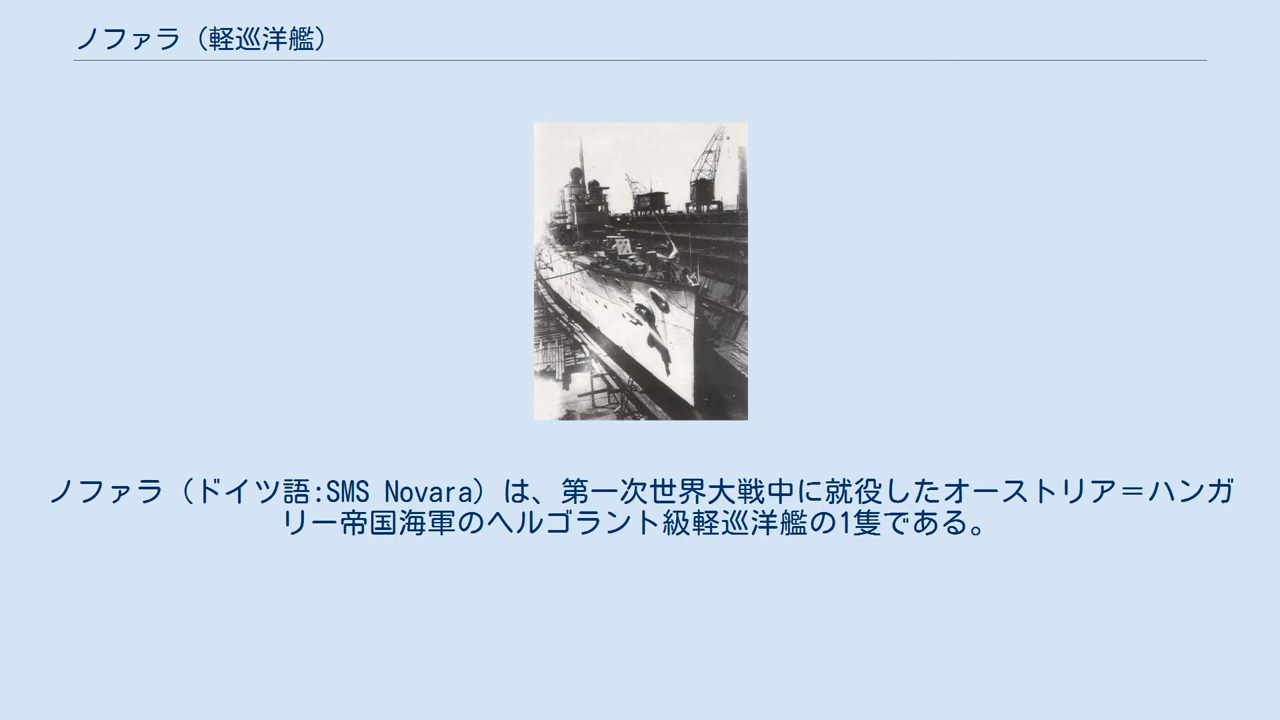 ノファラ（軽巡洋艦）
ノファラ（ドイツ語:SMS Novara）は、第一次世界大戦中に就役したオーストリア＝ハンガ
リー帝国海軍のヘルゴラント級軽巡洋艦の1隻である。